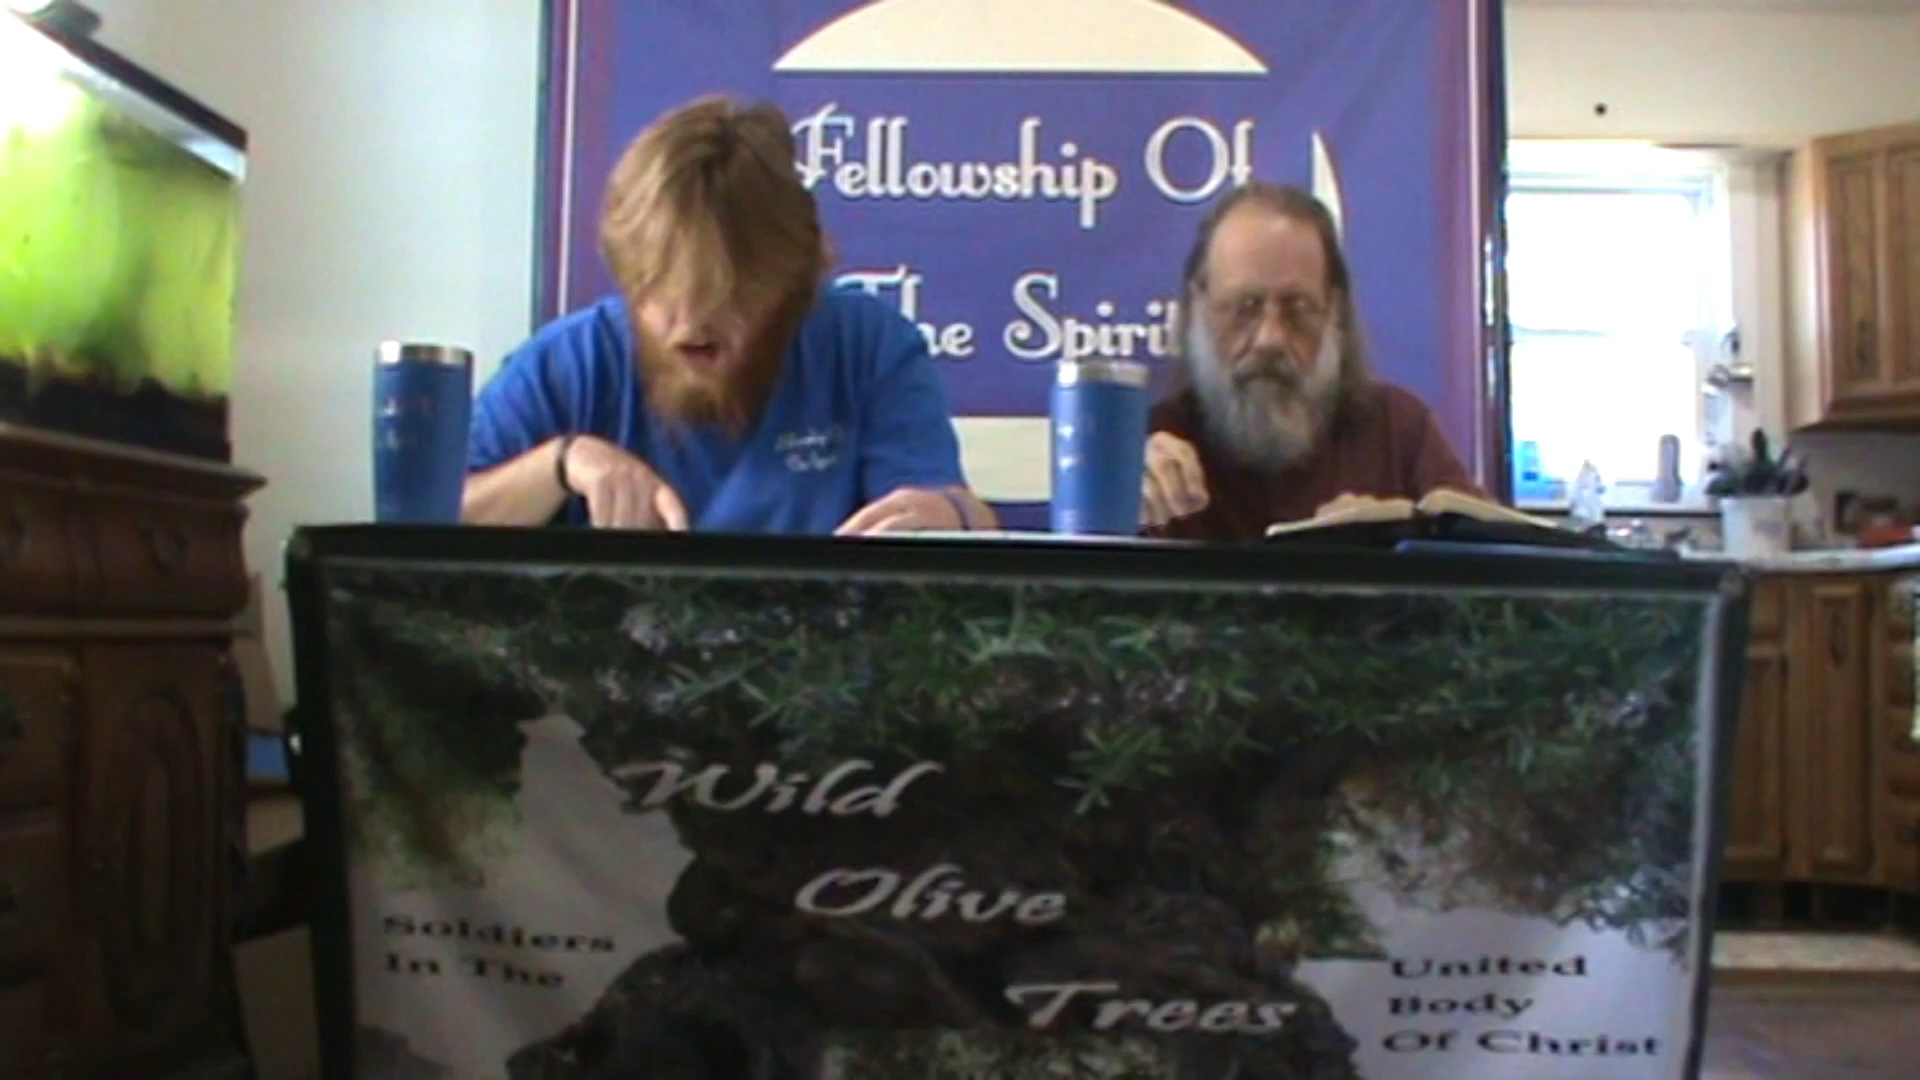 Fellowship Of
The Spirit
Wild
Olive
Trees
Soldiers
In The
United
Body
Of Christ